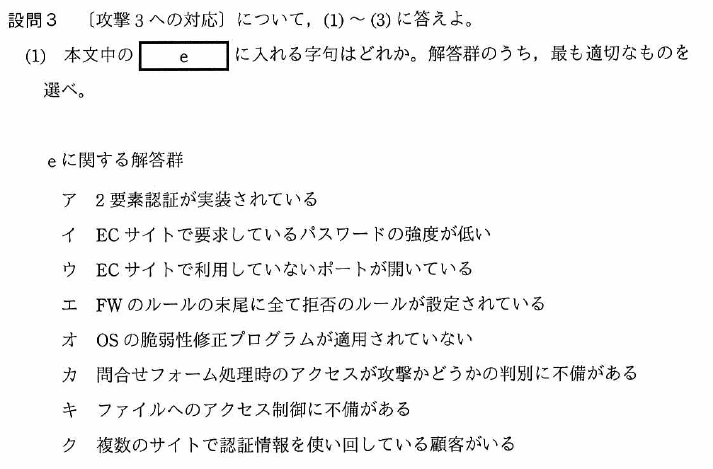 設問3 〔攻撃3への対応〕について，(1)～(3)に答えよ。
(1) 本文中の e に入れる字句はどれか。解答群のうち，最も適切なものを
選べ。
eに関する解答群
ア 2要素認証が実装されている
イ ECサイトで要求しているパスワードの強度が低い
ウ ECサイトで利用していないポートが開いている
エ FWのルールの末尾に全て拒否のルールが設定されている
オ OSの脆弱性修正プログラムが適用されていない
カ 問合せフォーム処理時のアクセスが攻撃かどうかの判別に不備がある
キ ファイルへのアクセス制御に不備がある
ク 複数のサイトで認証情報を使い回している顧客がいる